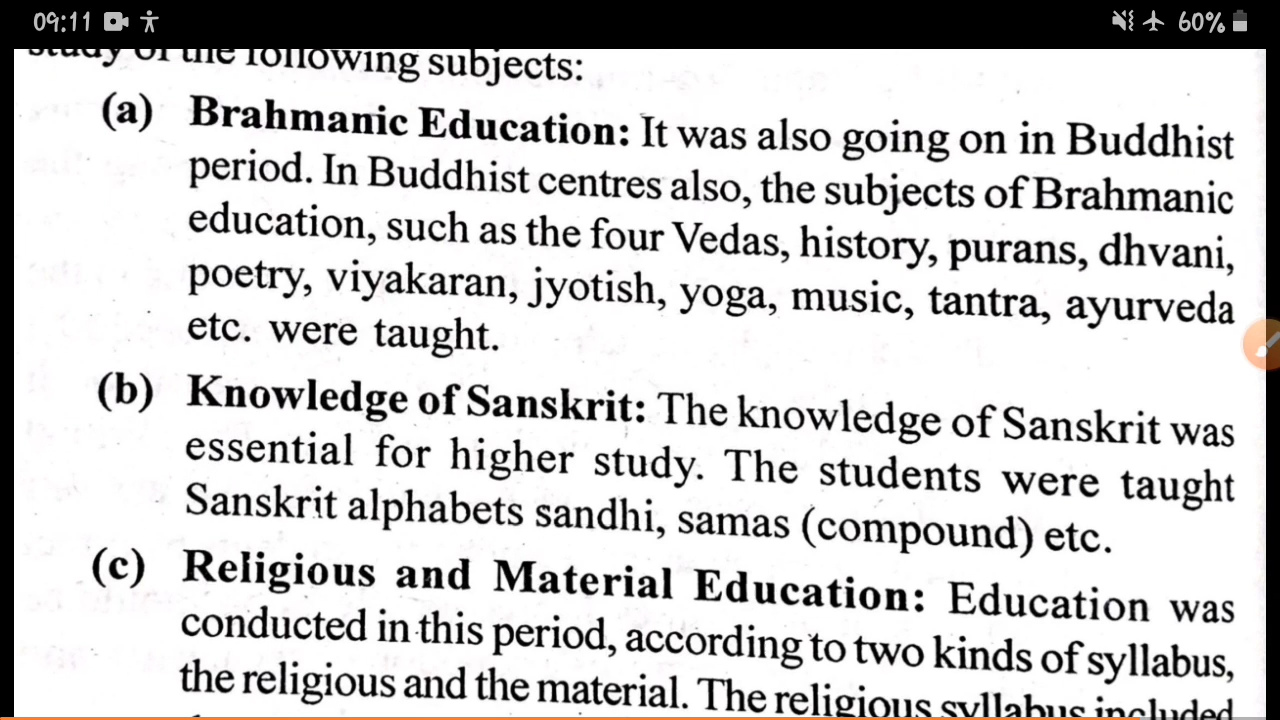 09:11
60%
study of the following subjects:
(a) Brahmanic Education: It was also going on in Buddhist
period. In Buddhist centres also, the subjects of Brahmanic
education, such as the four Vedas, history, purans, dhvani,
poetry, viyakaran, jyotish, yoga, music, tantra, ayurveda
etc. were taught.
(b) Knowledge of Sanskrit: The knowledge of Sanskrit was
essential for higher study. The students were taught
Sanskrit alphabets sandhi, samas (compound) etc.
(c) Religious and Material Education: Education was
conducted in this period, according to two kinds of syllabus,
the religious and the material. The religious syllabus included